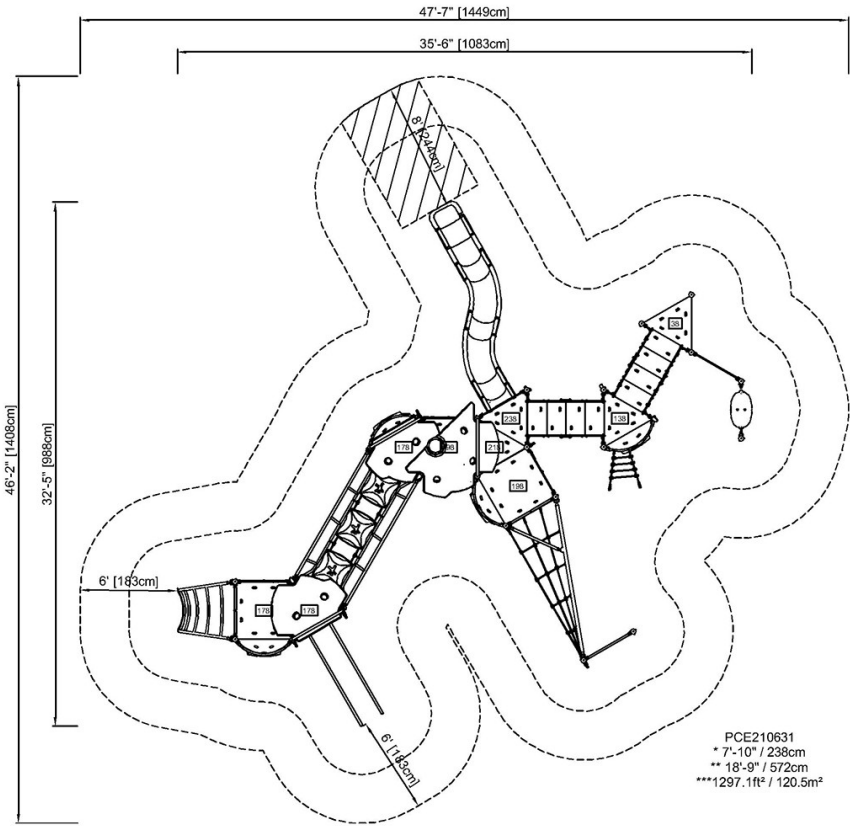 47'-7" [1449cm]
35'-6" [1083cm]
8' [244cm]
46'-2" [1408cm]
32'-5" [988cm]
38
238
138
178
98
218
198
6' [183cm]
178
178
6' [183cm]
PCE210631
* 7'-10" / 238cm
** 18'-9" / 572cm
***1297.1ft² / 120.5m²